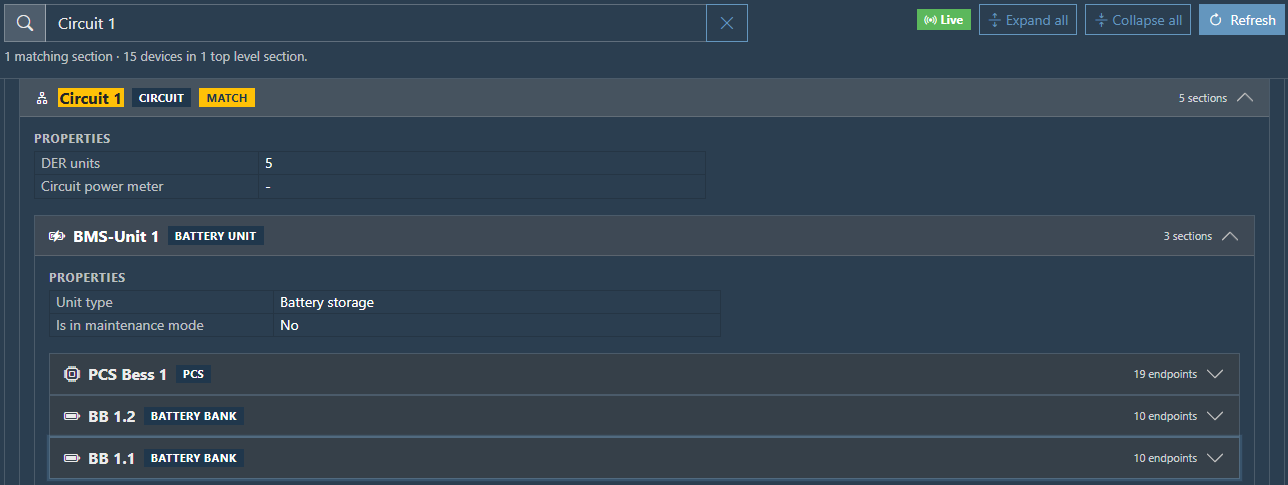 Circuit 1
Live Expand all Collapse all Refresh
1 matching section · 15 devices in 1 top level section.
Circuit 1 CIRCUIT MATCH 5 sections
PROPERTIES
DER units 5
Circuit power meter -
BMS-Unit 1 BATTERY UNIT 3 sections
PROPERTIES
Unit type Battery storage
Is in maintenance mode No
PCS Bess 1 PCS 19 endpoints
BB 1.2 BATTERY BANK 10 endpoints
BB 1.1 BATTERY BANK 10 endpoints